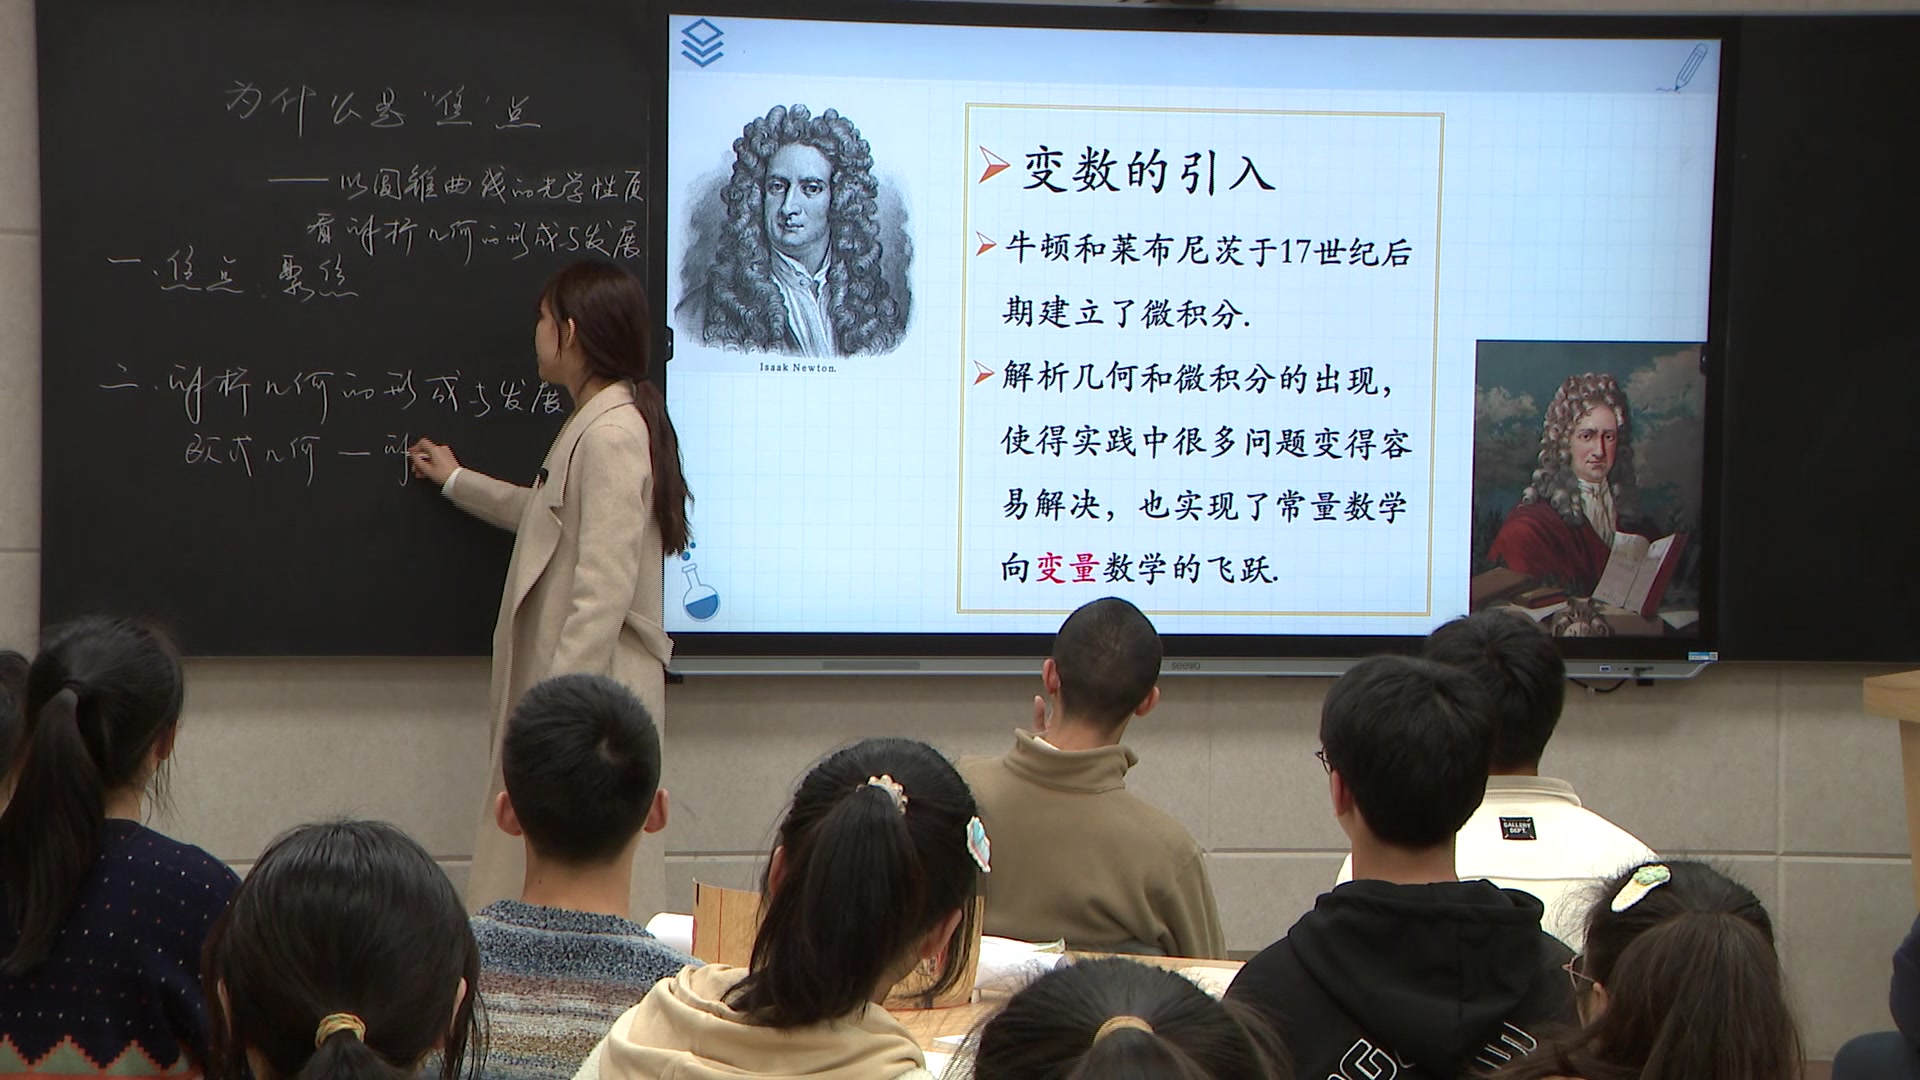 为什么是“焦”点
——以圆锥曲线的光学性质
看解析几何的形成与发展
一.焦点:聚焦
二.解析几何的形成与发展
欧式几何—解
变数的引入
牛顿和莱布尼茨于17世纪后
期建立了微积分.
解析几何和微积分的出现，
使得实践中很多问题变得容
易解决，也实现了常量数学
向变量数学的飞跃.
Isaak Newton.
seewo
GALLERY
DEPT.